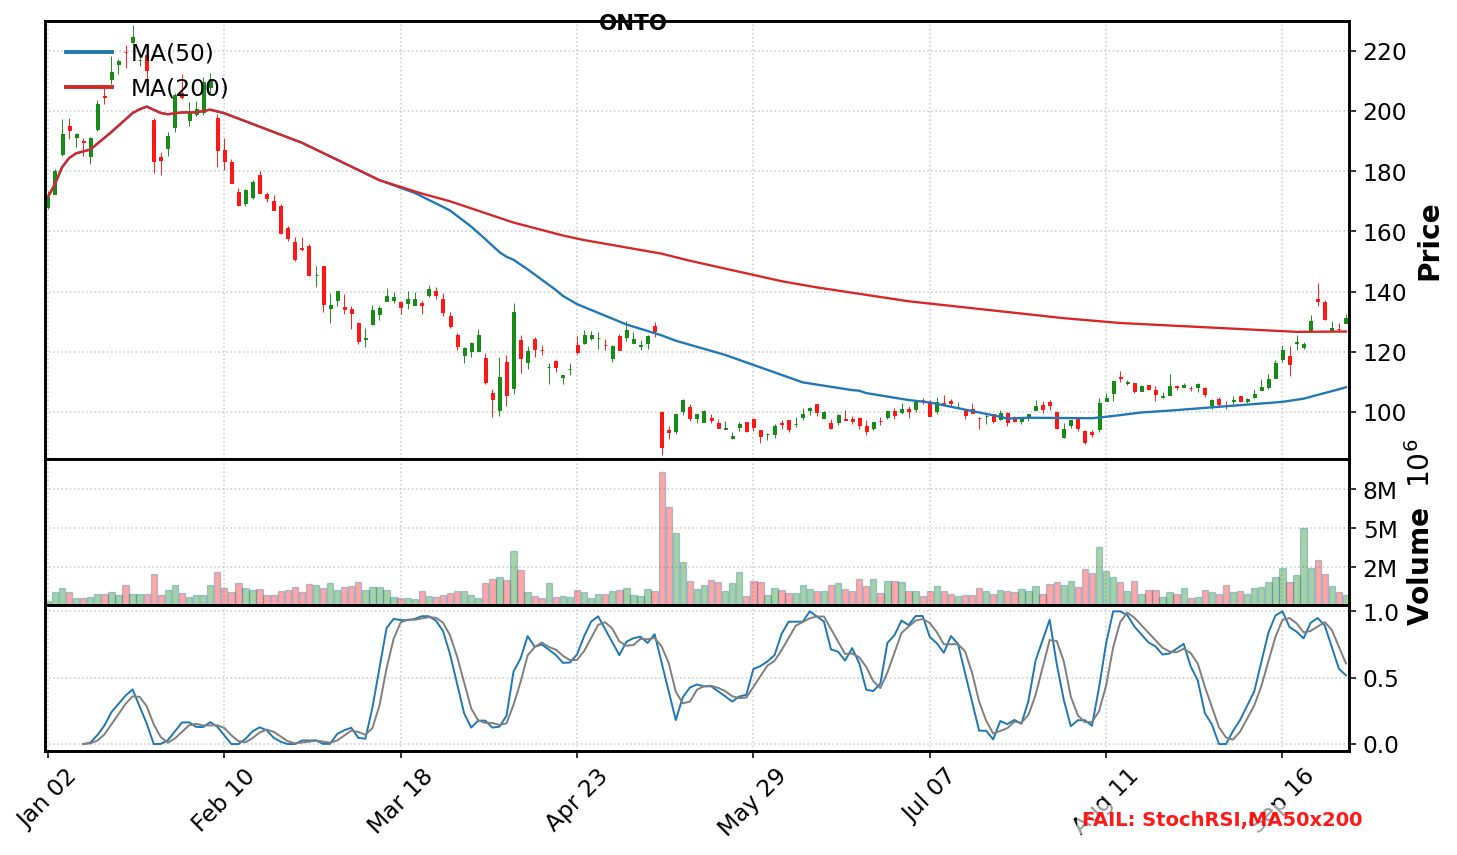 ONTO
MA(50)
MA(200)
220
200
180
160
140
120
100
Price
8M
5M
2M
Volume 10^6
1.0
0.5
0.0
Jan 02
Feb 10
Mar 18
Apr 23
May 29
Jul 07
Aug 11
Sep 16
FAIL: StochRSI,MA50x200